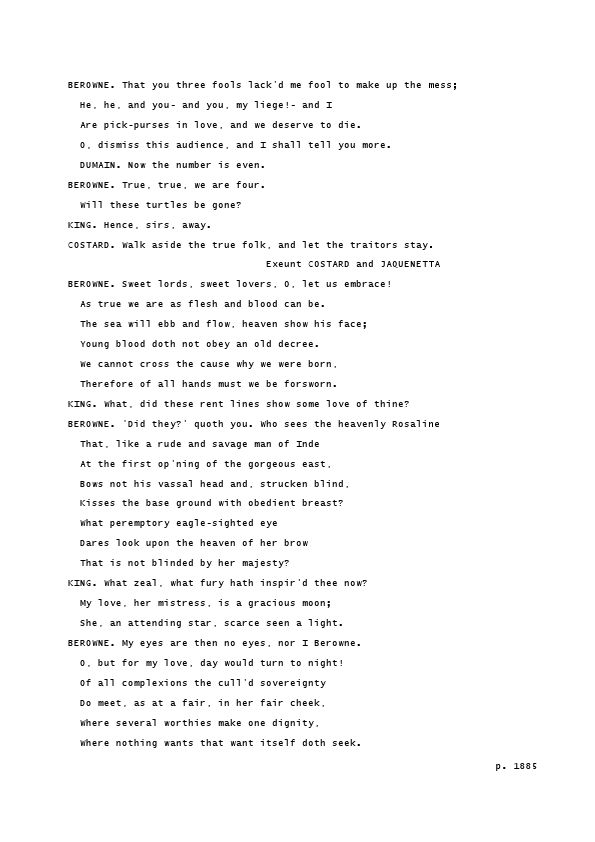 BEROWNE. That you three fools lack'd me fool to make up the mess;
He, he, and you- and you, my liege!- and I
Are pick-purses in love, and we deserve to die.
O, dismiss this audience, and I shall tell you more.
DUMAIN. Now the number is even.
BEROWNE. True, true, we are four.
Will these turtles be gone?
KING. Hence, sirs, away.
COSTARD. Walk aside the true folk, and let the traitors stay.
Exeunt COSTARD and JAQUENETTA
BEROWNE. Sweet lords, sweet lovers, O, let us embrace!
As true we are as flesh and blood can be.
The sea will ebb and flow, heaven show his face;
Young blood doth not obey an old decree.
We cannot cross the cause why we were born,
Therefore of all hands must we be forsworn.
KING. What, did these rent lines show some love of thine?
BEROWNE. 'Did they?' quoth you. Who sees the heavenly Rosaline
That, like a rude and savage man of Inde
At the first op'ning of the gorgeous east,
Bows not his vassal head and, strucken blind,
Kisses the base ground with obedient breast?
What peremptory eagle-sighted eye
Dares look upon the heaven of her brow
That is not blinded by her majesty?
KING. What zeal, what fury hath inspir'd thee now?
My love, her mistress, is a gracious moon;
She, an attending star, scarce seen a light.
BEROWNE. My eyes are then no eyes, nor I Berowne.
O, but for my love, day would turn to night!
Of all complexions the cull'd sovereignty
Do meet, as at a fair, in her fair cheek,
Where several worthies make one dignity,
Where nothing wants that want itself doth seek.
p. 1885